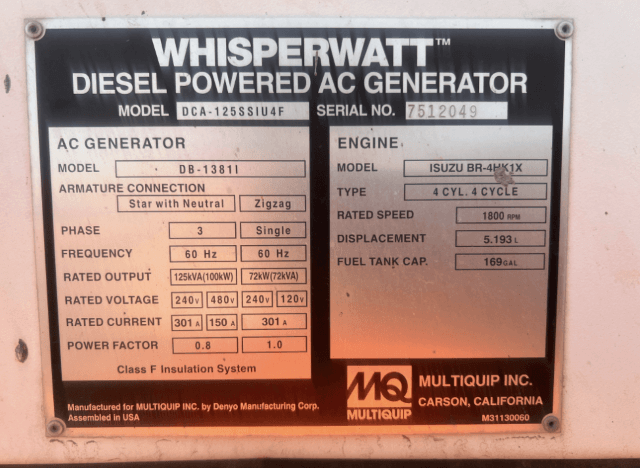 WHISPERWATT™
DIESEL POWERED AC GENERATOR
MODEL DCA-125SSIU4F SERIAL NO. 7512049
AC GENERATOR
MODEL DB-1381I
ARMATURE CONNECTION
Star with Neutral Zigzag
PHASE 3 Single
FREQUENCY 60 Hz 60 Hz
RATED OUTPUT 125kVA(100kW) 72kW(72kVA)
RATED VOLTAGE 240V 480V 240V 120V
RATED CURRENT 301A 150A 301A
POWER FACTOR 0.8 1.0
Class F Insulation System
ENGINE
MODEL ISUZU BR-4HK1X
TYPE 4 CYL. 4 CYCLE
RATED SPEED 1800 RPM
DISPLACEMENT 5.193 L
FUEL TANK CAP. 169 GAL
Manufactured for MULTIQUIP INC. by Denyo Manufacturing Corp.
Assembled in USA
MQ
MULTIQUIP
MULTIQUIP INC.
CARSON, CALIFORNIA
M31130060